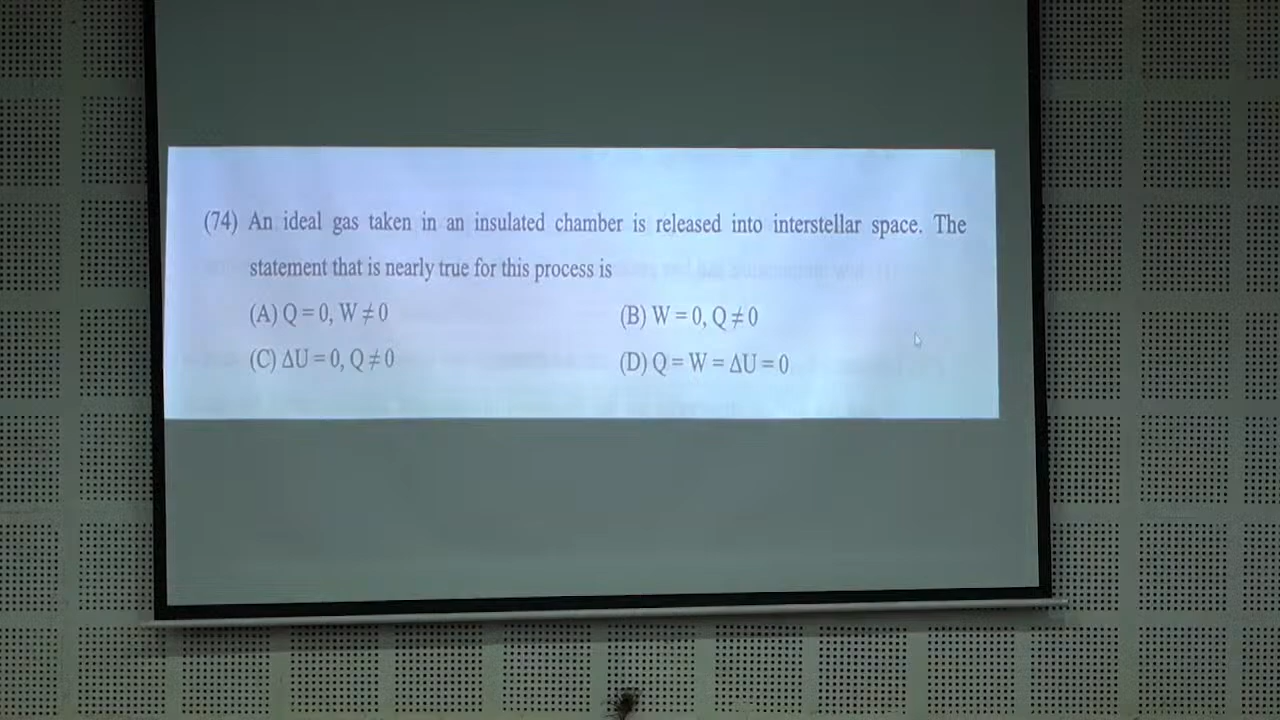 (74) An ideal gas taken in an insulated chamber is released into interstellar space. The
statement that is nearly true for this process is
(A) Q = 0, W ≠ 0 (B) W = 0, Q ≠ 0
(C) ΔU = 0, Q ≠ 0 (D) Q = W = ΔU = 0